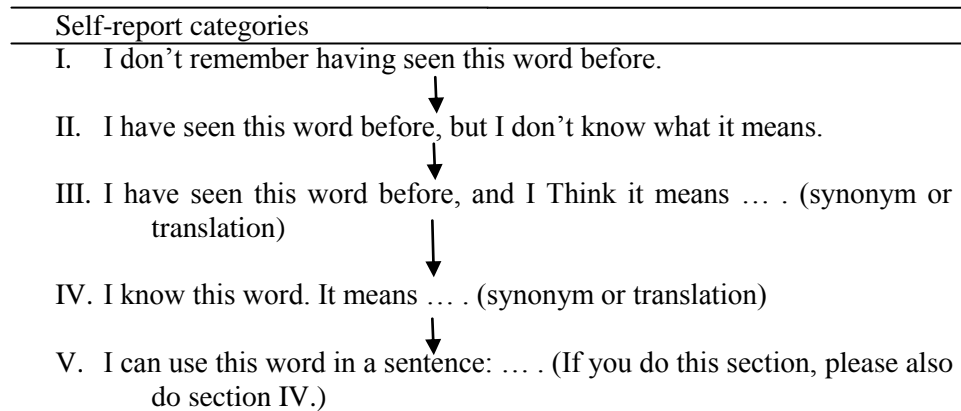 Self-report categories
I. I don’t remember having seen this word before.
II. I have seen this word before, but I don’t know what it means.
III. I have seen this word before, and I Think it means … . (synonym or
translation)
IV. I know this word. It means … . (synonym or translation)
V. I can use this word in a sentence: … . (If you do this section, please also
do section IV.)